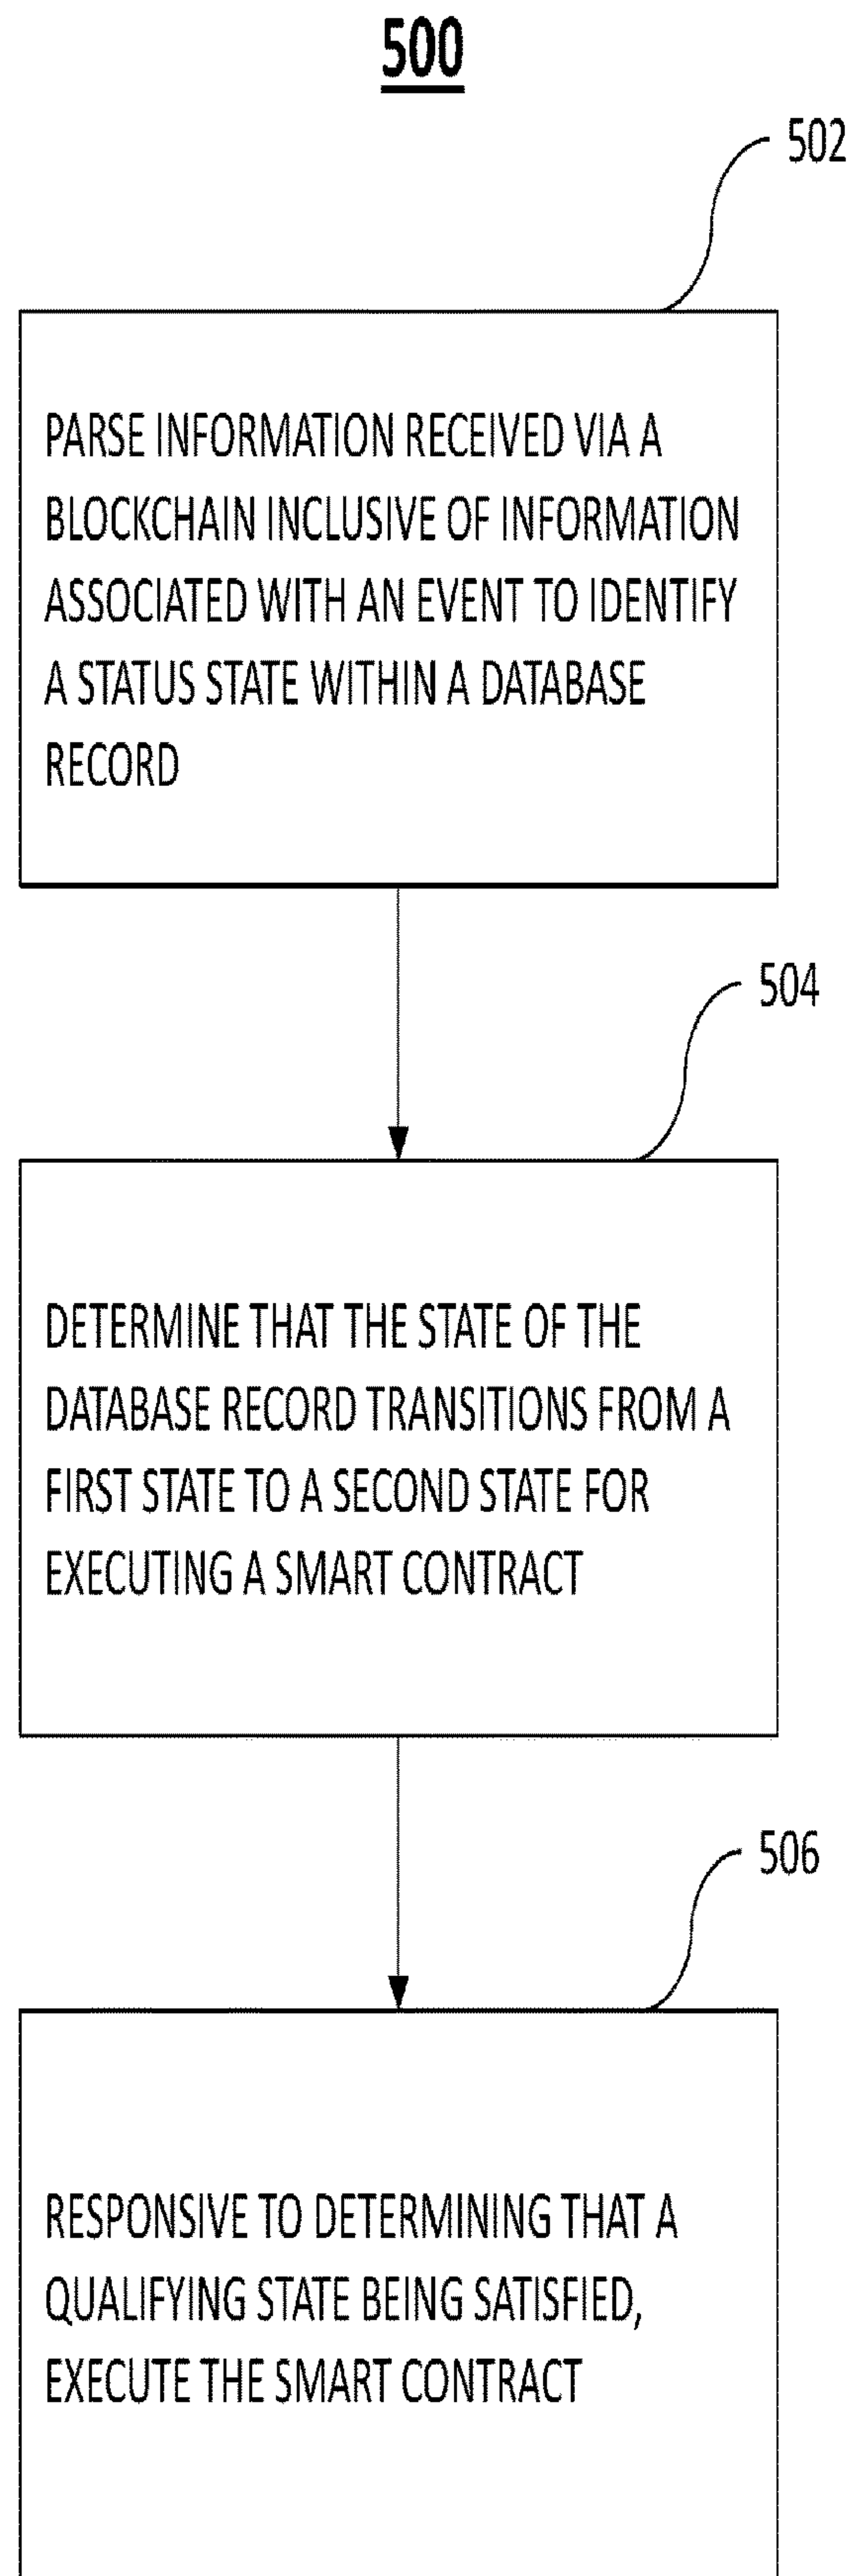 500
502
PARSE INFORMATION RECEIVED VIA A
BLOCKCHAIN INCLUSIVE OF INFORMATION
ASSOCIATED WITH AN EVENT TO IDENTIFY
A STATUS STATE WITHIN A DATABASE
RECORD
504
DETERMINE THAT THE STATE OF THE
DATABASE RECORD TRANSITIONS FROM A
FIRST STATE TO A SECOND STATE FOR
EXECUTING A SMART CONTRACT
506
RESPONSIVE TO DETERMINING THAT A
QUALIFYING STATE BEING SATISFIED,
EXECUTE THE SMART CONTRACT